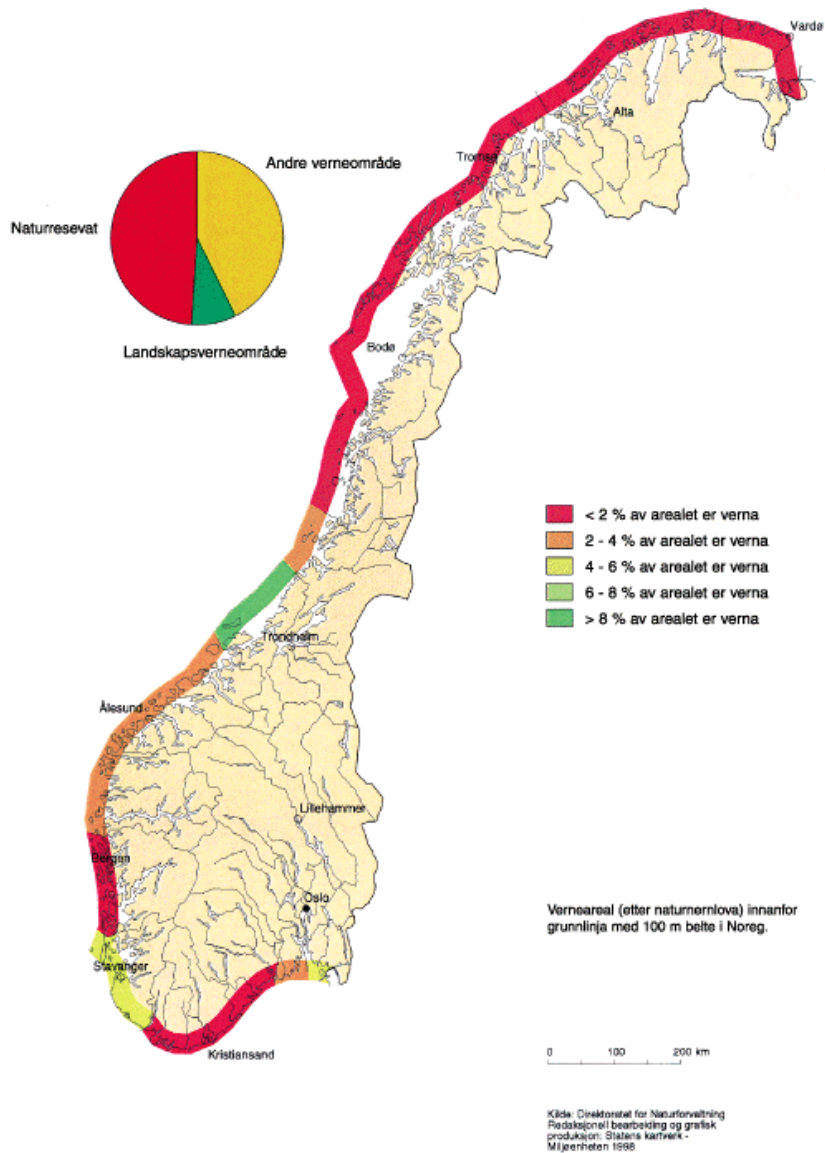 Vardø
Alta
Tromsø
Andre verneområde
Naturresevat
Landskapsverneområde
Bodø
< 2 % av arealet er verna
2 - 4 % av arealet er verna
4 - 6 % av arealet er verna
6 - 8 % av arealet er verna
> 8 % av arealet er verna
Trondheim
Ålesund
Lillehammer
Bergen
Oslo
Verneareal (etter naturnernlova) innanfor
grunnlinja med 100 m belte i Noreg.
Stavanger
Kristiansand
0 100 200 km
Kilde: Direktoratet for Naturforvaltning
Redaksjonell bearbeiding og grafisk
produksjon: Statens kartverk -
Miljøenheten 1998